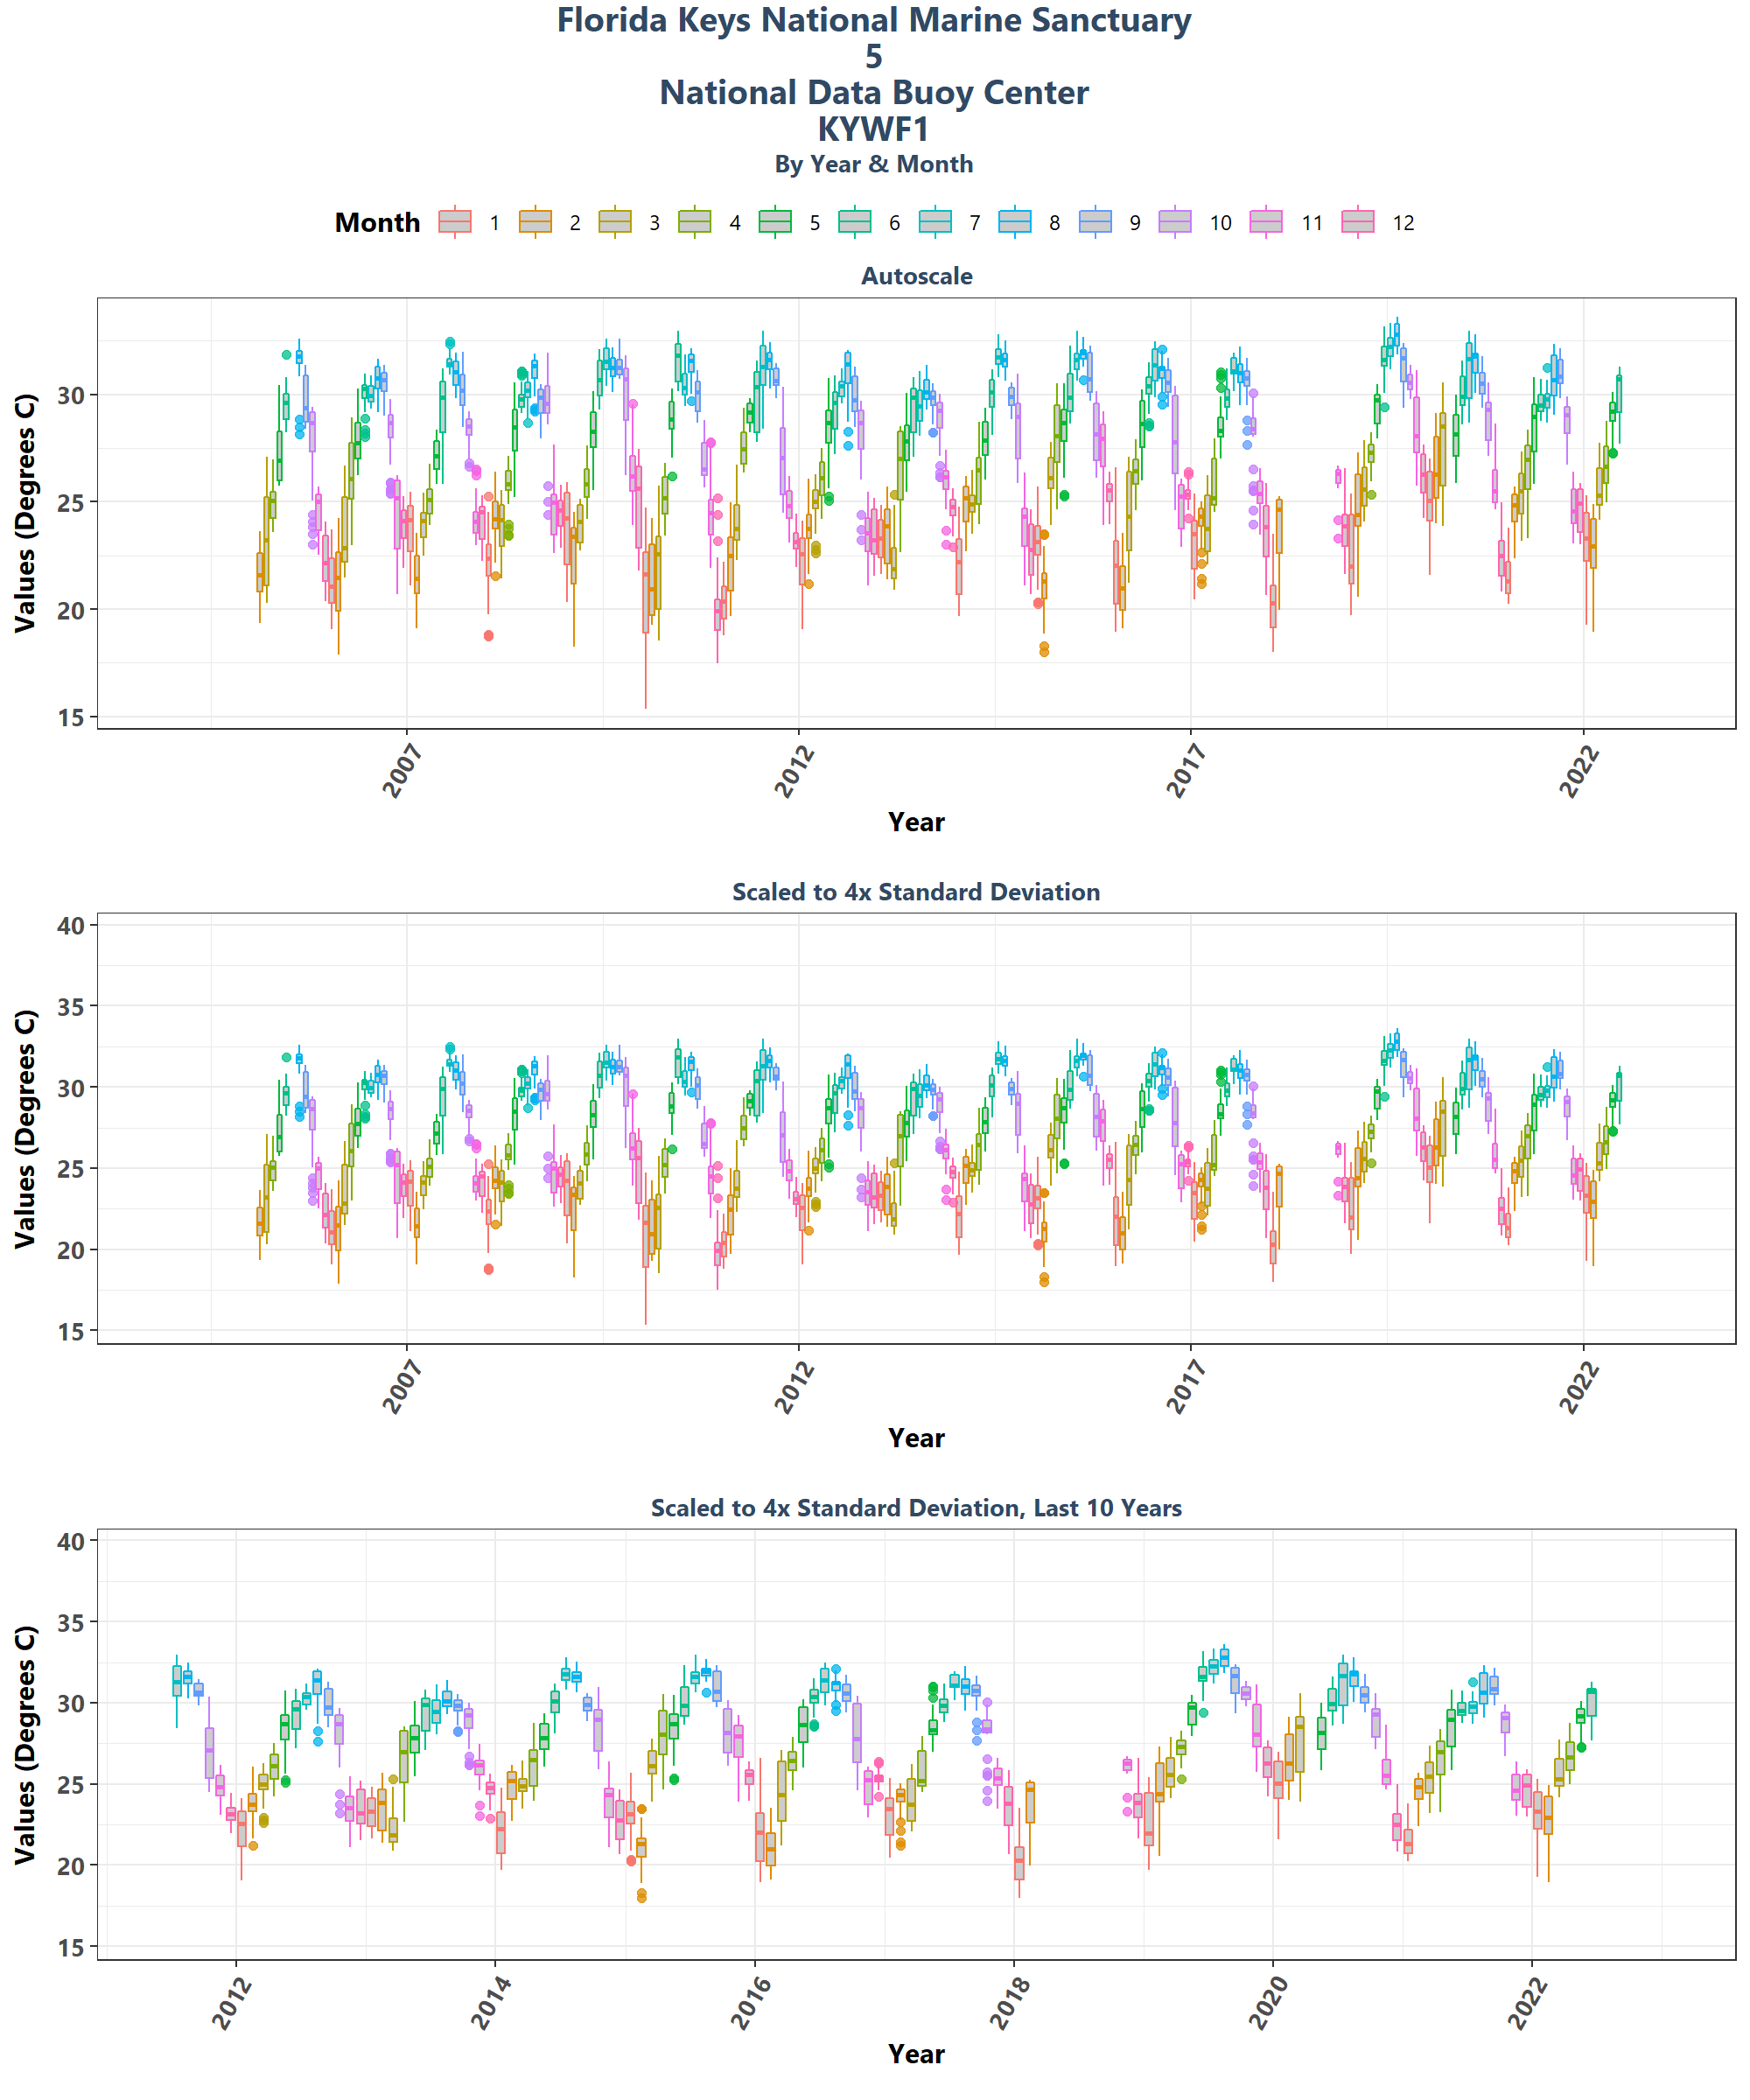 Florida Keys National Marine Sanctuary
5
National Data Buoy Center
KYWF1
By Year & Month
Month 1 2 3 4 5 6 7 8 9 10 11 12
Autoscale
Values (Degrees C)
30
25
20
15
2007 2012 2017 2022
Year
Scaled to 4x Standard Deviation
Values (Degrees C)
40
35
30
25
20
15
2007 2012 2017 2022
Year
Scaled to 4x Standard Deviation, Last 10 Years
Values (Degrees C)
40
35
30
25
20
15
2012 2014 2016 2018 2020 2022
Year